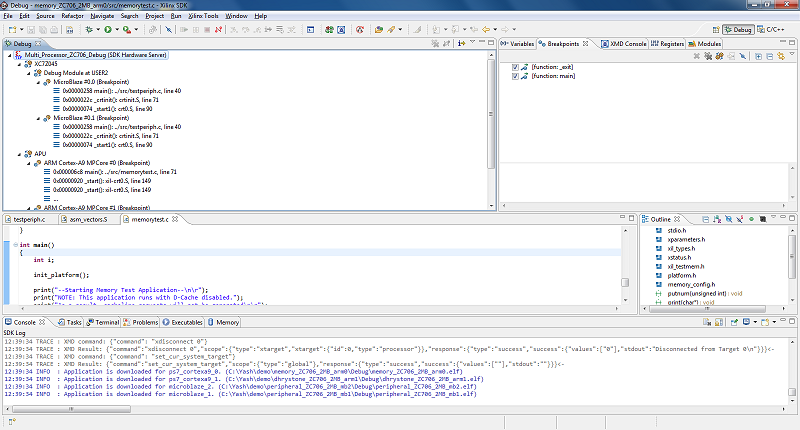 Debug - memory_ZC706_2MB_arm0/src/memorytest.c - Xilinx SDK
File Edit Source Refactor Navigate Search Project Run Xilinx Tools Window Help
Debug C/C++
Debug
Multi_Processor_ZC706_Debug (SDK Hardware Server)
XC7Z045
Debug Module at USER2
MicroBlaze #0.0 (Breakpoint)
0x00000258 main(): ../src/testperiph.c, line 40
0x0000022c _crtinit(): crtinit.S, line 71
0x00000074 _start1(): crt0.S, line 90
MicroBlaze #0.1 (Breakpoint)
0x00000258 main(): ../src/testperiph.c, line 40
0x0000022c _crtinit(): crtinit.S, line 71
0x00000074 _start1(): crt0.S, line 90
APU
ARM Cortex-A9 MPCore #0 (Breakpoint)
0x000006c8 main(): ../src/memorytest.c, line 71
0x00000920 _start(): xil-crt0.S, line 149
0x00000920 _start(): xil-crt0.S, line 149
...
ARM Cortex-A9 MPCore #1 (Breakpoint)
Variables Breakpoints XMD Console Registers Modules
[function: _exit]
[function: main]
testperiph.c asm_vectors.S memorytest.c
}
int main()
{
int i;
init_platform();
print("--Starting Memory Test Application--\n\r");
print("NOTE: This application runs with D-Cache disabled.");
Outline
stdio.h
xparameters.h
xil_types.h
xstatus.h
xil_testmem.h
platform.h
memory_config.h
putnum(unsigned int) : void
print(char*) : void
Console Tasks Terminal Problems Executables Memory
SDK Log
12:39:34 TRACE : XMD command: {"command": "xdisconnect 0"}
12:39:34 TRACE : XMD Result: {"command":"xdisconnect 0","scope":{"type":"xtarget","xtarget":{"id":0,"type":"processor"}},"response":{"type":"success","success":{"values":["0"],"stdout":"Disconnected from Target 0\n"}}}<-
12:39:34 TRACE : XMD command: {"command": "set_cur_system_target"}
12:39:34 TRACE : XMD Result: {"command":"set_cur_system_target","scope":{"type":"global"},"response":{"type":"success","success":{"values":[""],"stdout":""}}}<-
12:39:34 INFO : Application is downloaded for ps7_cortexa9_0. (C:\Yash\demo\memory_ZC706_2MB_arm0\Debug\memory_ZC706_2MB_arm0.elf)
12:39:34 INFO : Application is downloaded for ps7_cortexa9_1. (C:\Yash\demo\dhrystone_ZC706_2MB_arm1\Debug\dhrystone_ZC706_2MB_arm1.elf)
12:39:34 INFO : Application is downloaded for microblaze_2. (C:\Yash\demo\peripheral_ZC706_2MB_mb2\Debug\peripheral_ZC706_2MB_mb2.elf)
12:39:34 INFO : Application is downloaded for microblaze_1. (C:\Yash\demo\peripheral_ZC706_2MB_mb1\Debug\peripheral_ZC706_2MB_mb1.elf)